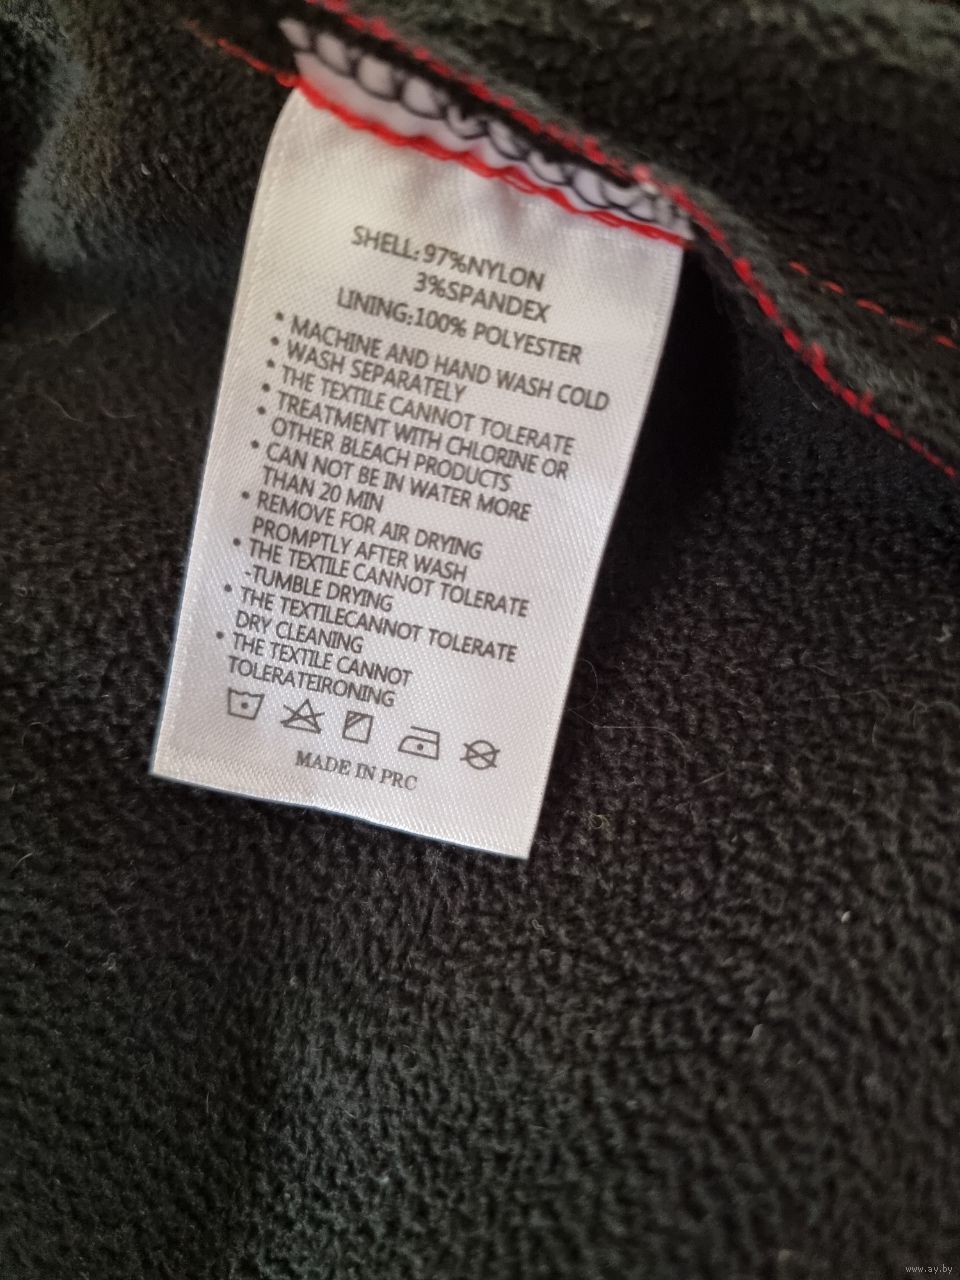 SHELL:97%NYLON
3%SPANDEX
LINING:100% POLYESTER
• MACHINE AND HAND WASH COLD
• WASH SEPARATELY
• THE TEXTILE CANNOT TOLERATE
• TREATMENT WITH CHLORINE OR
• OTHER BLEACH PRODUCTS
• CAN NOT BE IN WATER MORE
THAN 20 MIN
• REMOVE FOR AIR DRYING
PROMPTLY AFTER WASH
• THE TEXTILE CANNOT TOLERATE
-TUMBLE DRYING
• THE TEXTILECANNOT TOLERATE
DRY CLEANING
• THE TEXTILE CANNOT
TOLERATEIRONING
MADE IN PRC
www.ay.by